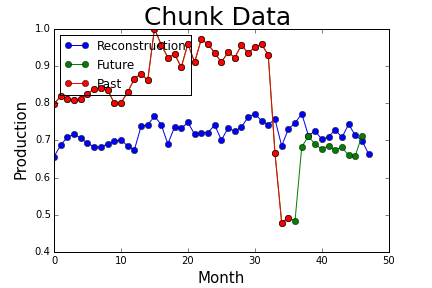 Chunk Data
1.0
0.9
0.8
0.7
0.6
0.5
0.4
Production
Reconstruction
Future
Past
0 10 20 30 40 50
Month